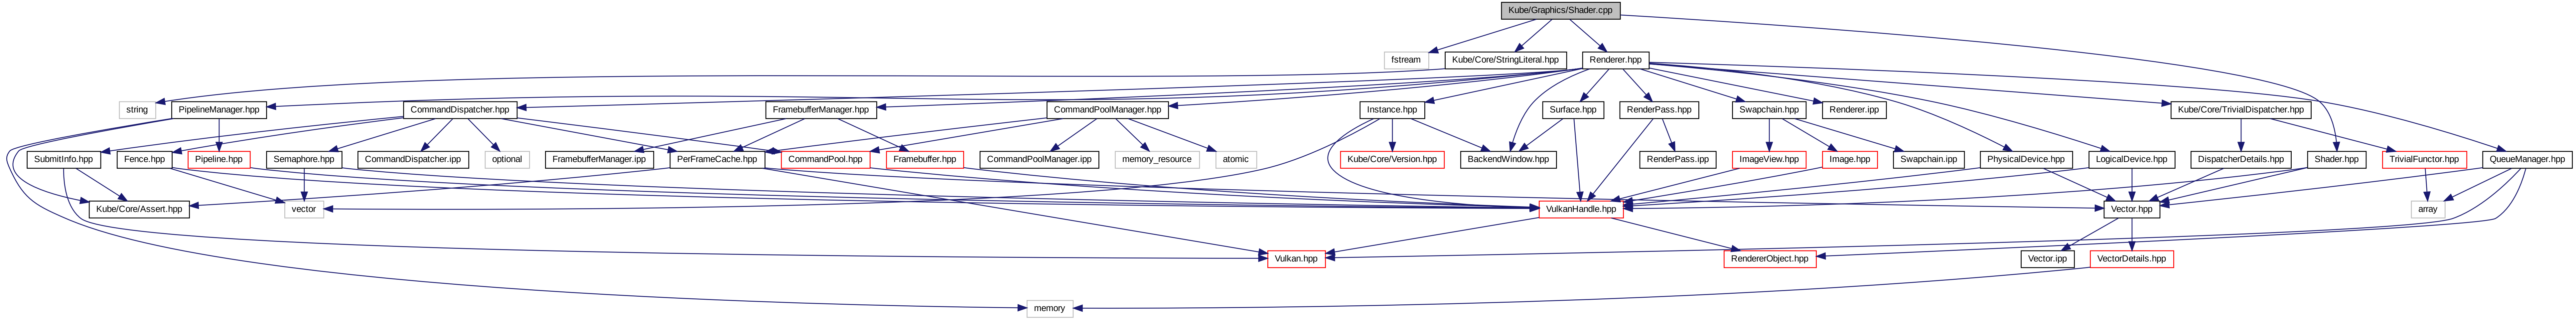 Kube/Graphics/Shader.cpp
fstream
Kube/Core/StringLiteral.hpp
Renderer.hpp
string
PipelineManager.hpp
CommandDispatcher.hpp
FramebufferManager.hpp
CommandPoolManager.hpp
Instance.hpp
Surface.hpp
RenderPass.hpp
Swapchain.hpp
Renderer.ipp
Kube/Core/TrivialDispatcher.hpp
SubmitInfo.hpp
Fence.hpp
Pipeline.hpp
Semaphore.hpp
CommandDispatcher.ipp
optional
FramebufferManager.ipp
PerFrameCache.hpp
CommandPool.hpp
Framebuffer.hpp
CommandPoolManager.ipp
memory_resource
atomic
Kube/Core/Version.hpp
BackendWindow.hpp
RenderPass.ipp
ImageView.hpp
Image.hpp
Swapchain.ipp
PhysicalDevice.hpp
LogicalDevice.hpp
DispatcherDetails.hpp
Shader.hpp
TrivialFunctor.hpp
QueueManager.hpp
Kube/Core/Assert.hpp
vector
VulkanHandle.hpp
Vector.hpp
array
Vulkan.hpp
RendererObject.hpp
Vector.ipp
VectorDetails.hpp
memory